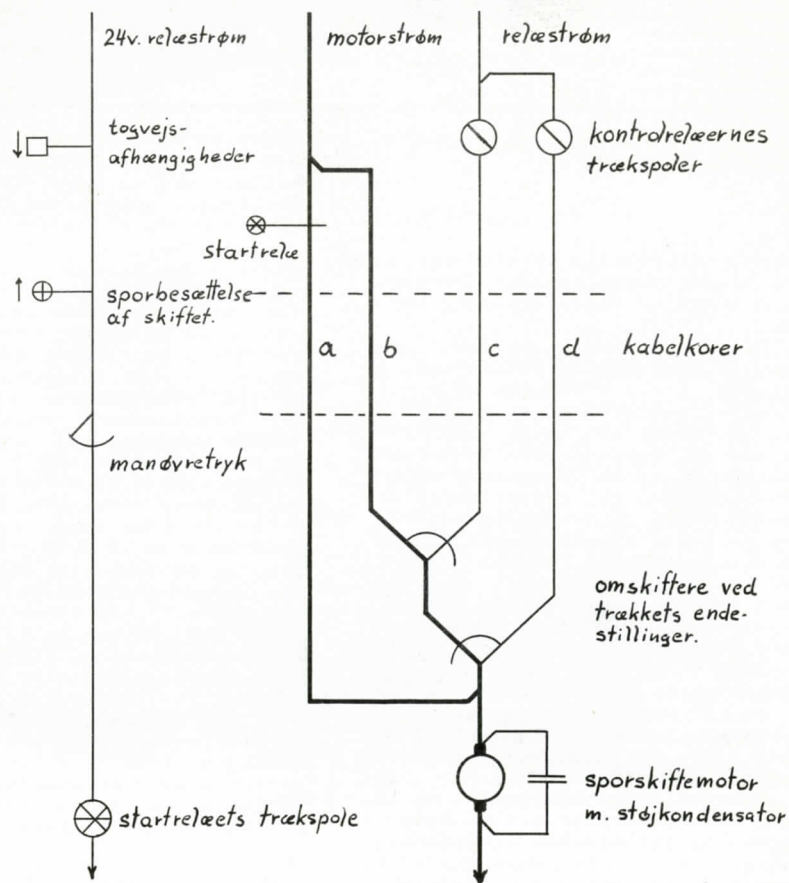 24v. relæstrøm
motorstrøm
relæstrøm
togvejs-
afhængigheder
kontrolrelæernes
trækspoler
startrelæ
sporbesættelse
af skiftet.
a
b
c
d
kabelkorer
manøvretryk
omskiftere ved
trækkets ende-
stillinger.
sporskiftemotor
m. støjkondensator
startrelæets trækspole